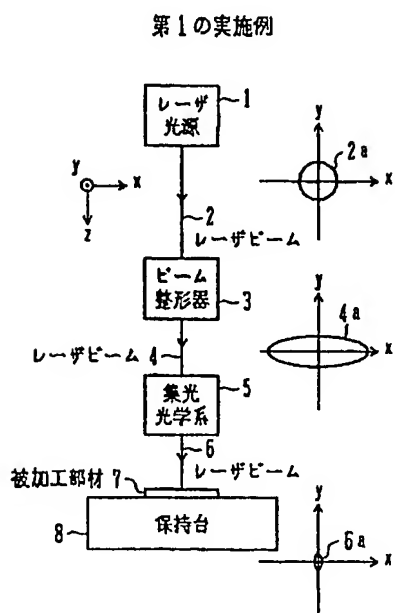 第1の実施例
レーザ
光源
1
y
x
z
2
レーザビーム
y
2a
x
ビーム
整形器
3
レーザビーム
4
y
4a
x
集光
光学系
5
6
レーザビーム
被加工部材 7
8
保持台
y
6a
x